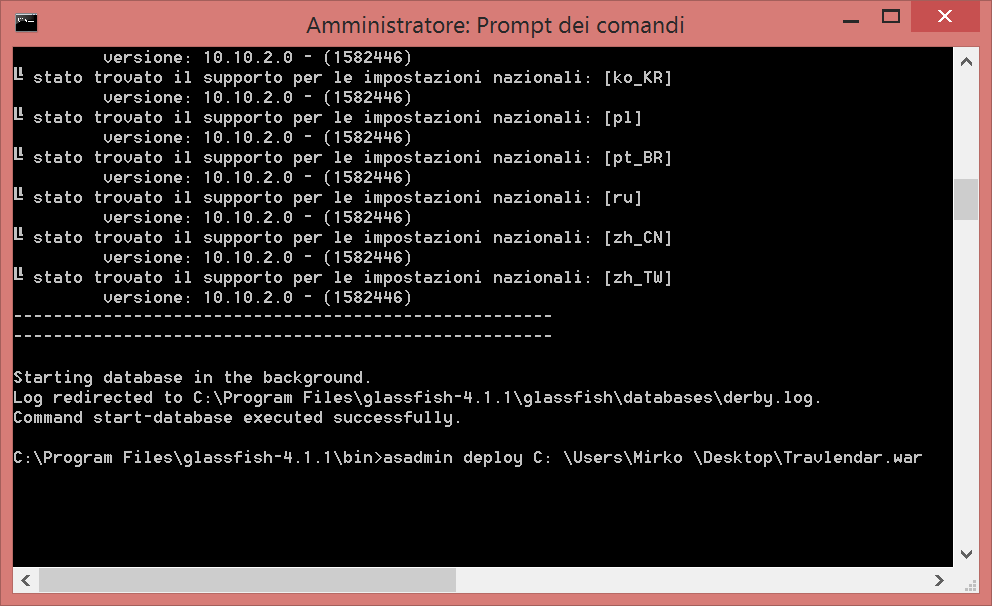 Amministratore: Prompt dei comandi
versione: 10.10.2.0 - (1582446)
╚ stato trovato il supporto per le impostazioni nazionali: [ko_KR]
versione: 10.10.2.0 - (1582446)
╚ stato trovato il supporto per le impostazioni nazionali: [pl]
versione: 10.10.2.0 - (1582446)
╚ stato trovato il supporto per le impostazioni nazionali: [pt_BR]
versione: 10.10.2.0 - (1582446)
╚ stato trovato il supporto per le impostazioni nazionali: [ru]
versione: 10.10.2.0 - (1582446)
╚ stato trovato il supporto per le impostazioni nazionali: [zh_CN]
versione: 10.10.2.0 - (1582446)
╚ stato trovato il supporto per le impostazioni nazionali: [zh_TW]
versione: 10.10.2.0 - (1582446)
------------------------------------------------------
------------------------------------------------------
Starting database in the background.
Log redirected to C:\Program Files\glassfish-4.1.1\glassfish\databases\derby.log.
Command start-database executed successfully.
C:\Program Files\glassfish-4.1.1\bin>asadmin deploy C: \Users\Mirko \Desktop\Travlendar.war